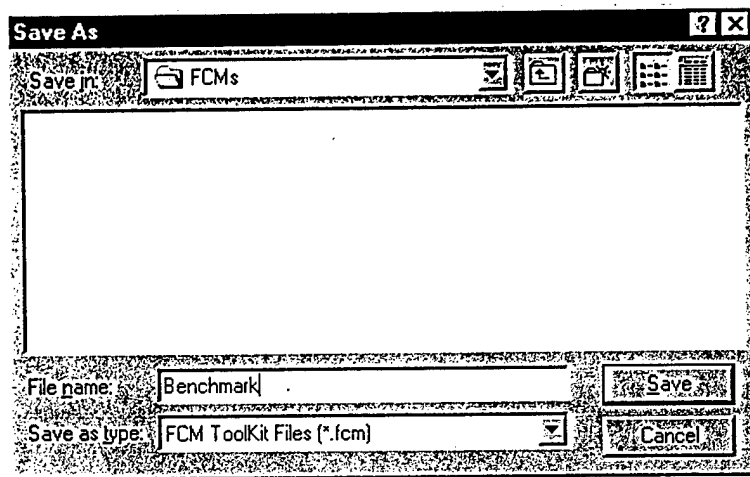 Save As
Save in: FCMs
File name: Benchmark Save
Save as type: FCM ToolKit Files (*.fcm) Cancel